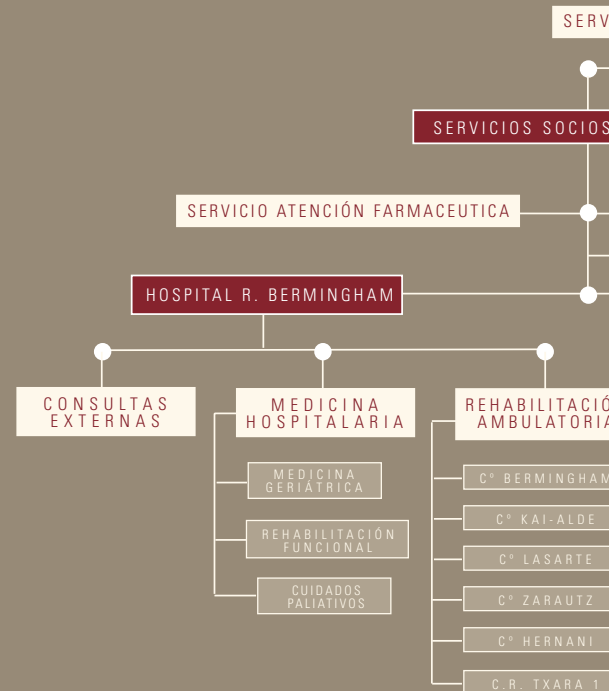 SERV
SERVICIOS SOCIOS
SERVICIO ATENCIÓN FARMACEUTICA
HOSPITAL R. BERMINGHAM
CONSULTAS
EXTERNAS
MEDICINA
HOSPITALARIA
MEDICINA
GERIÁTRICA
REHABILITACIÓN
FUNCIONAL
CUIDADOS
PALIATIVOS
REHABILITACIÓ
AMBULATORIA
Cº BERMINGHAM
Cº KAI-ALDE
Cº LASARTE
Cº ZARAUTZ
Cº HERNANI
C.R. TXARA 1